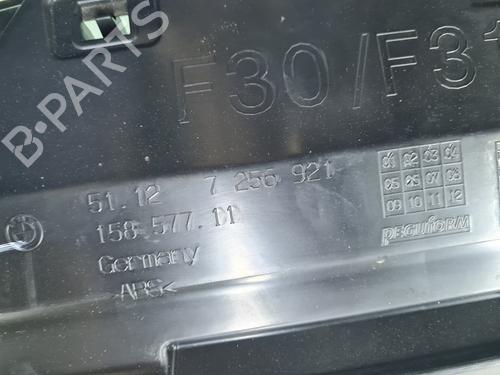 B-PARTS
F30/F31
51.12 7 256 921
158 577.11
Germany
>ABS<
01 02 03 04
05 06 07 08
09 10 11 12
PEGUFORM